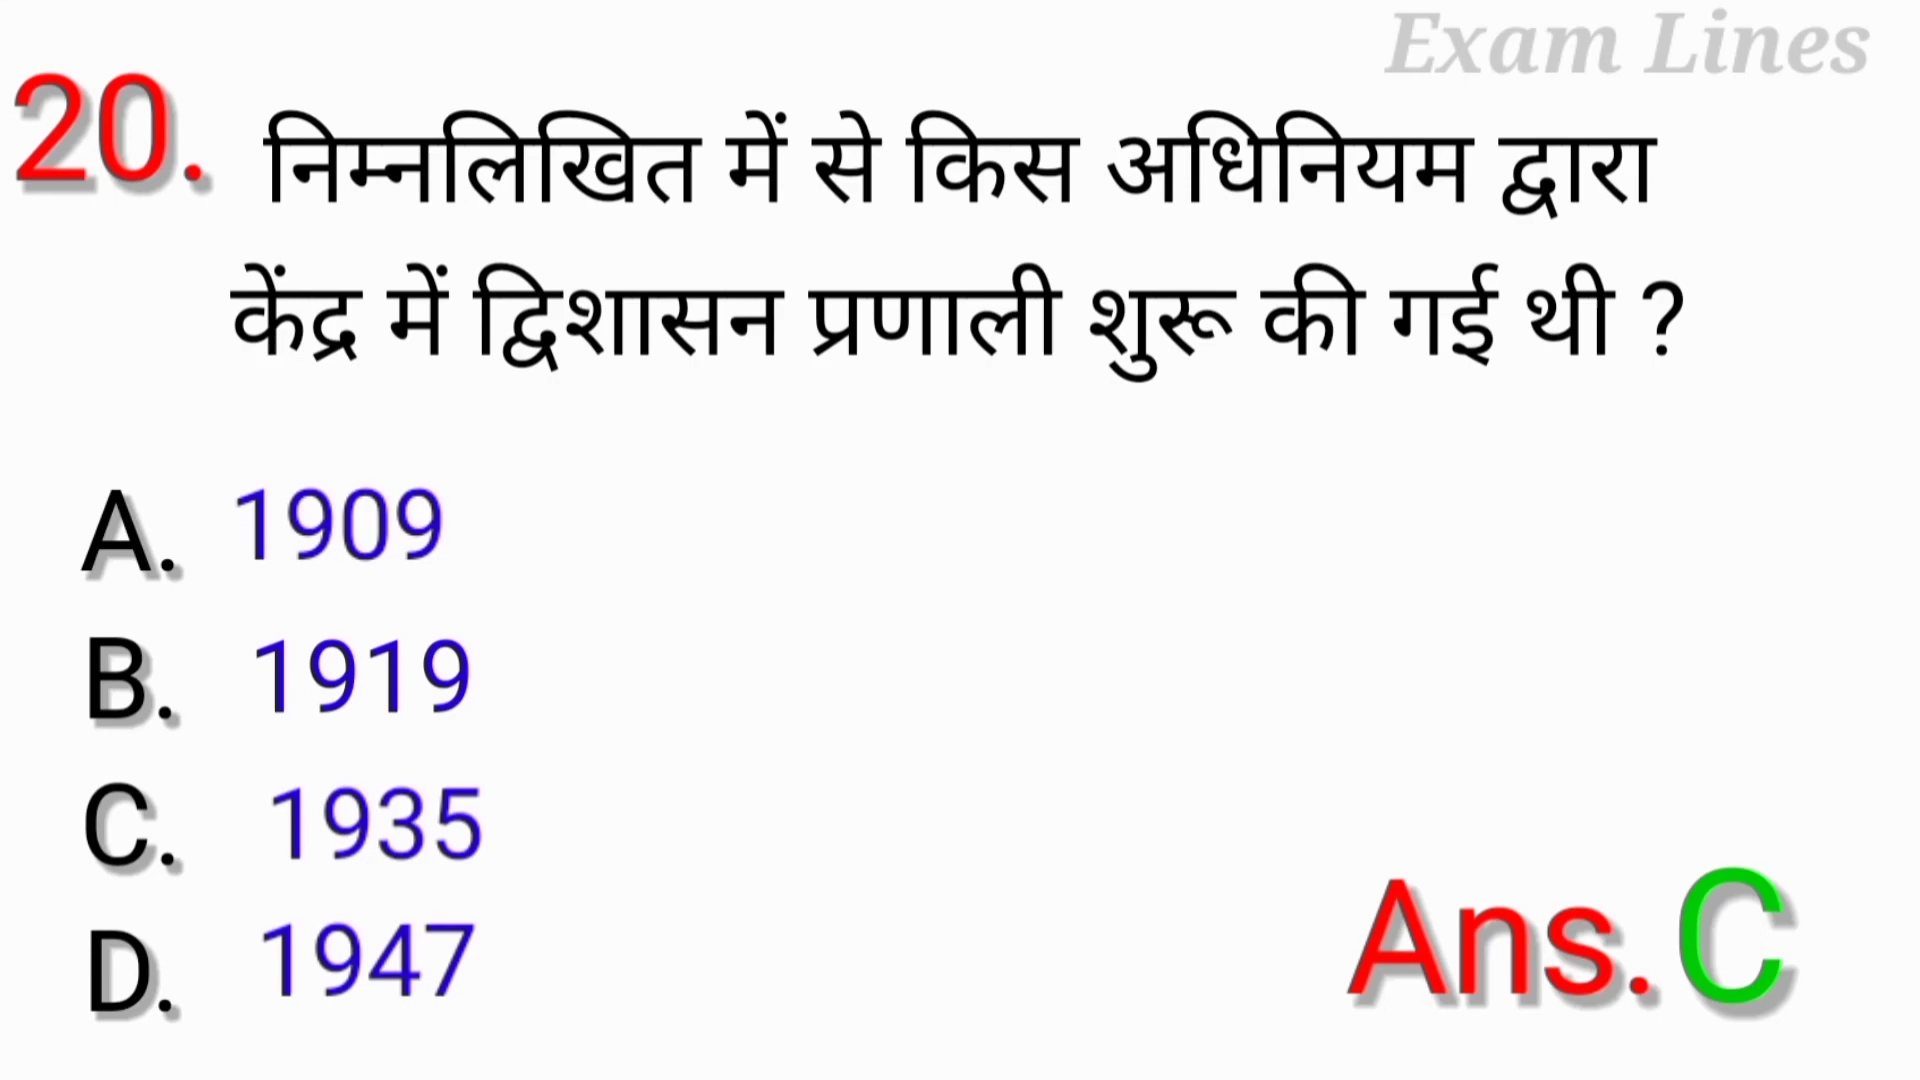 Exam Lines
20. निम्नलिखित में से किस अधिनियम द्वारा
केंद्र में द्विशासन प्रणाली शुरू की गई थी ?
A. 1909
B. 1919
C. 1935
D. 1947
Ans. C